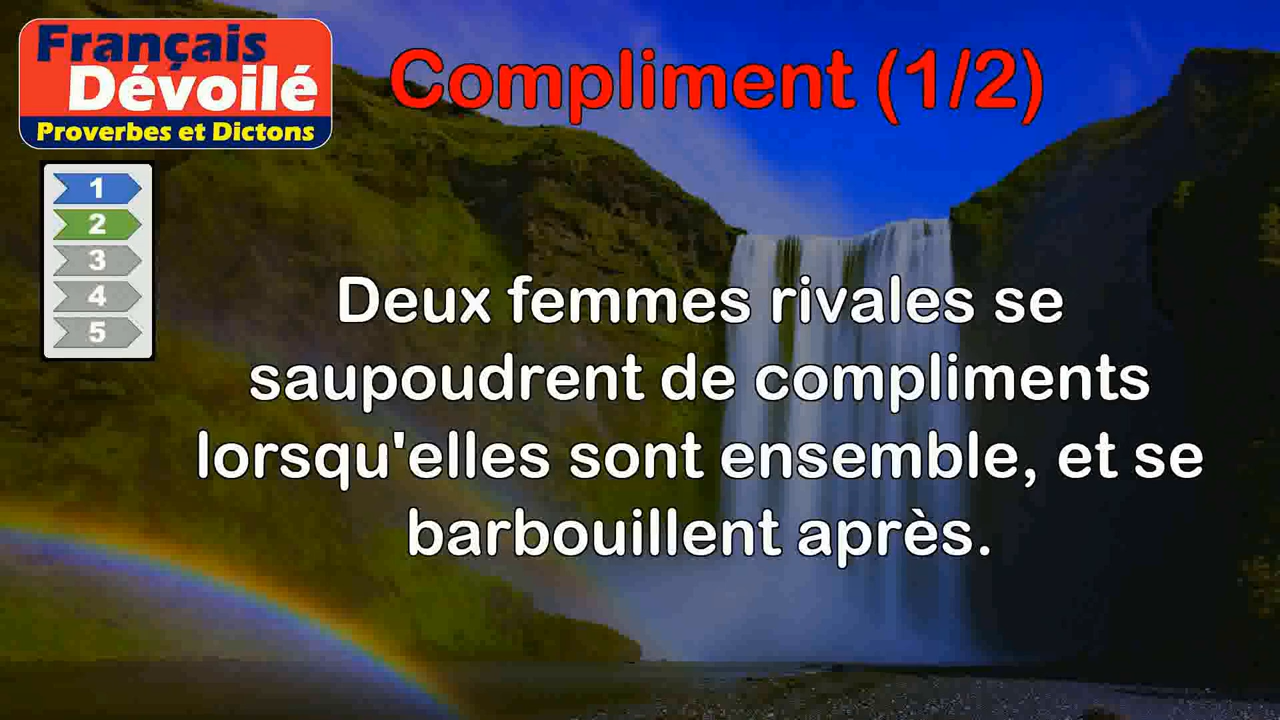 Français
Dévoilé
Proverbes et Dictons
Compliment (1/2)
1
2
3
4
5
Deux femmes rivales se
saupoudrent de compliments
lorsqu'elles sont ensemble, et se
barbouillent après.